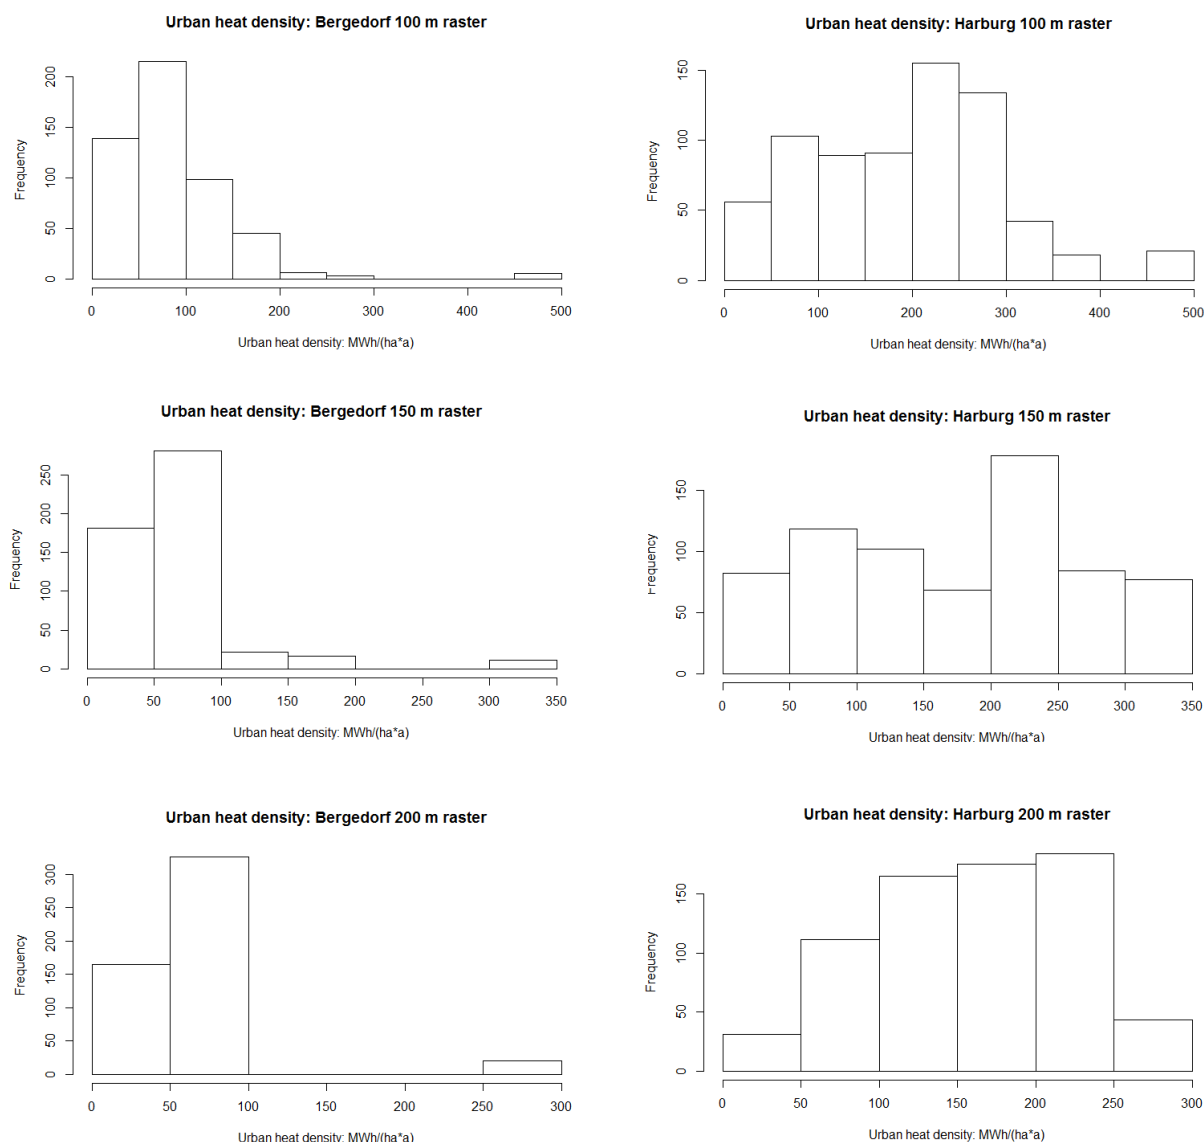 Urban heat density: Bergedorf 100 m raster
Frequency
200
150
100
50
0
0 100 200 300 400 500
Urban heat density: MWh/(ha*a)
Urban heat density: Harburg 100 m raster
Frequency
150
100
50
0
0 100 200 300 400 500
Urban heat density: MWh/(ha*a)
Urban heat density: Bergedorf 150 m raster
Frequency
250
200
150
100
50
0
0 50 100 150 200 250 300 350
Urban heat density: MWh/(ha*a)
Urban heat density: Harburg 150 m raster
Frequency
150
100
50
0
0 50 100 150 200 250 300 350
Urban heat density: MWh/(ha*a)
Urban heat density: Bergedorf 200 m raster
Frequency
300
250
200
150
100
50
0
0 50 100 150 200 250 300
Urban heat density: MWh/(ha*a)
Urban heat density: Harburg 200 m raster
Frequency
150
100
50
0
0 50 100 150 200 250 300
Urban heat density: MWh/(ha*a)